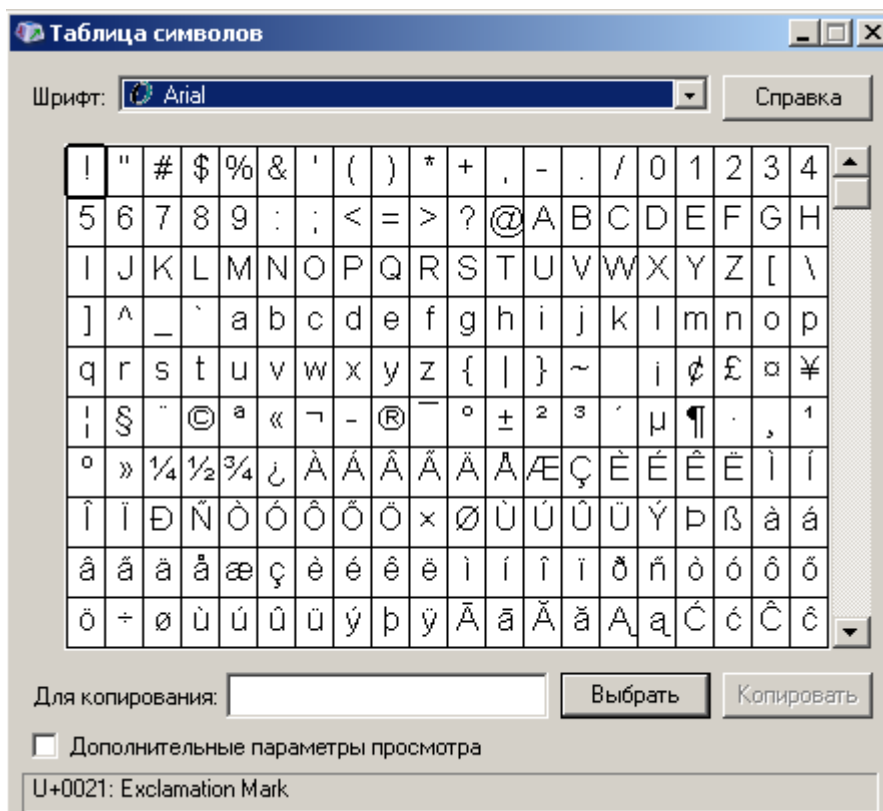 Таблица символов
Шрифт: Arial Справка
! " # $ % & ' ( ) * + , - . / 0 1 2 3 4
5 6 7 8 9 : ; < = > ? @ A B C D E F G H
I J K L M N O P Q R S T U V W X Y Z [ \
] ^ _ ` a b c d e f g h i j k l m n o p
q r s t u v w x y z { | } ~ ¡ ¢ £ ¤ ¥
¦ § ¨ © ª « ¬ - ® ¯ ° ± ² ³ ´ µ ¶ · ¸ ¹
º » ¼ ½ ¾ ¿ À Á Â Ã Ä Å Æ Ç È É Ê Ë Ì Í
Î Ï Ð Ñ Ò Ó Ô Õ Ö × Ø Ù Ú Û Ü Ý Þ ß à á
â ã ä å æ ç è é ê ë ì í î ï ð ñ ò ó ô õ
ö ÷ ø ù ú û ü ý þ ÿ Ā ā Ă ă Ą ą Ć ć Ĉ ĉ
Для копирования: Выбрать Копировать
Дополнительные параметры просмотра
U+0021: Exclamation Mark